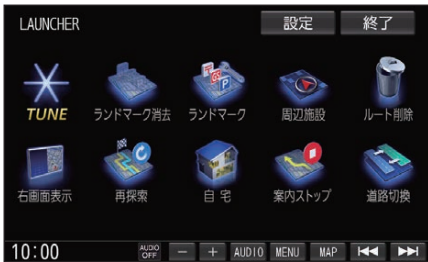 LAUNCHER 設定 終了
TUNE ランドマーク消去 ランドマーク 周辺施設 ルート削除
右画面表示 再探索 自宅 案内ストップ 道路切換
10:00 AUDIO OFF － ＋ AUDIO MENU MAP